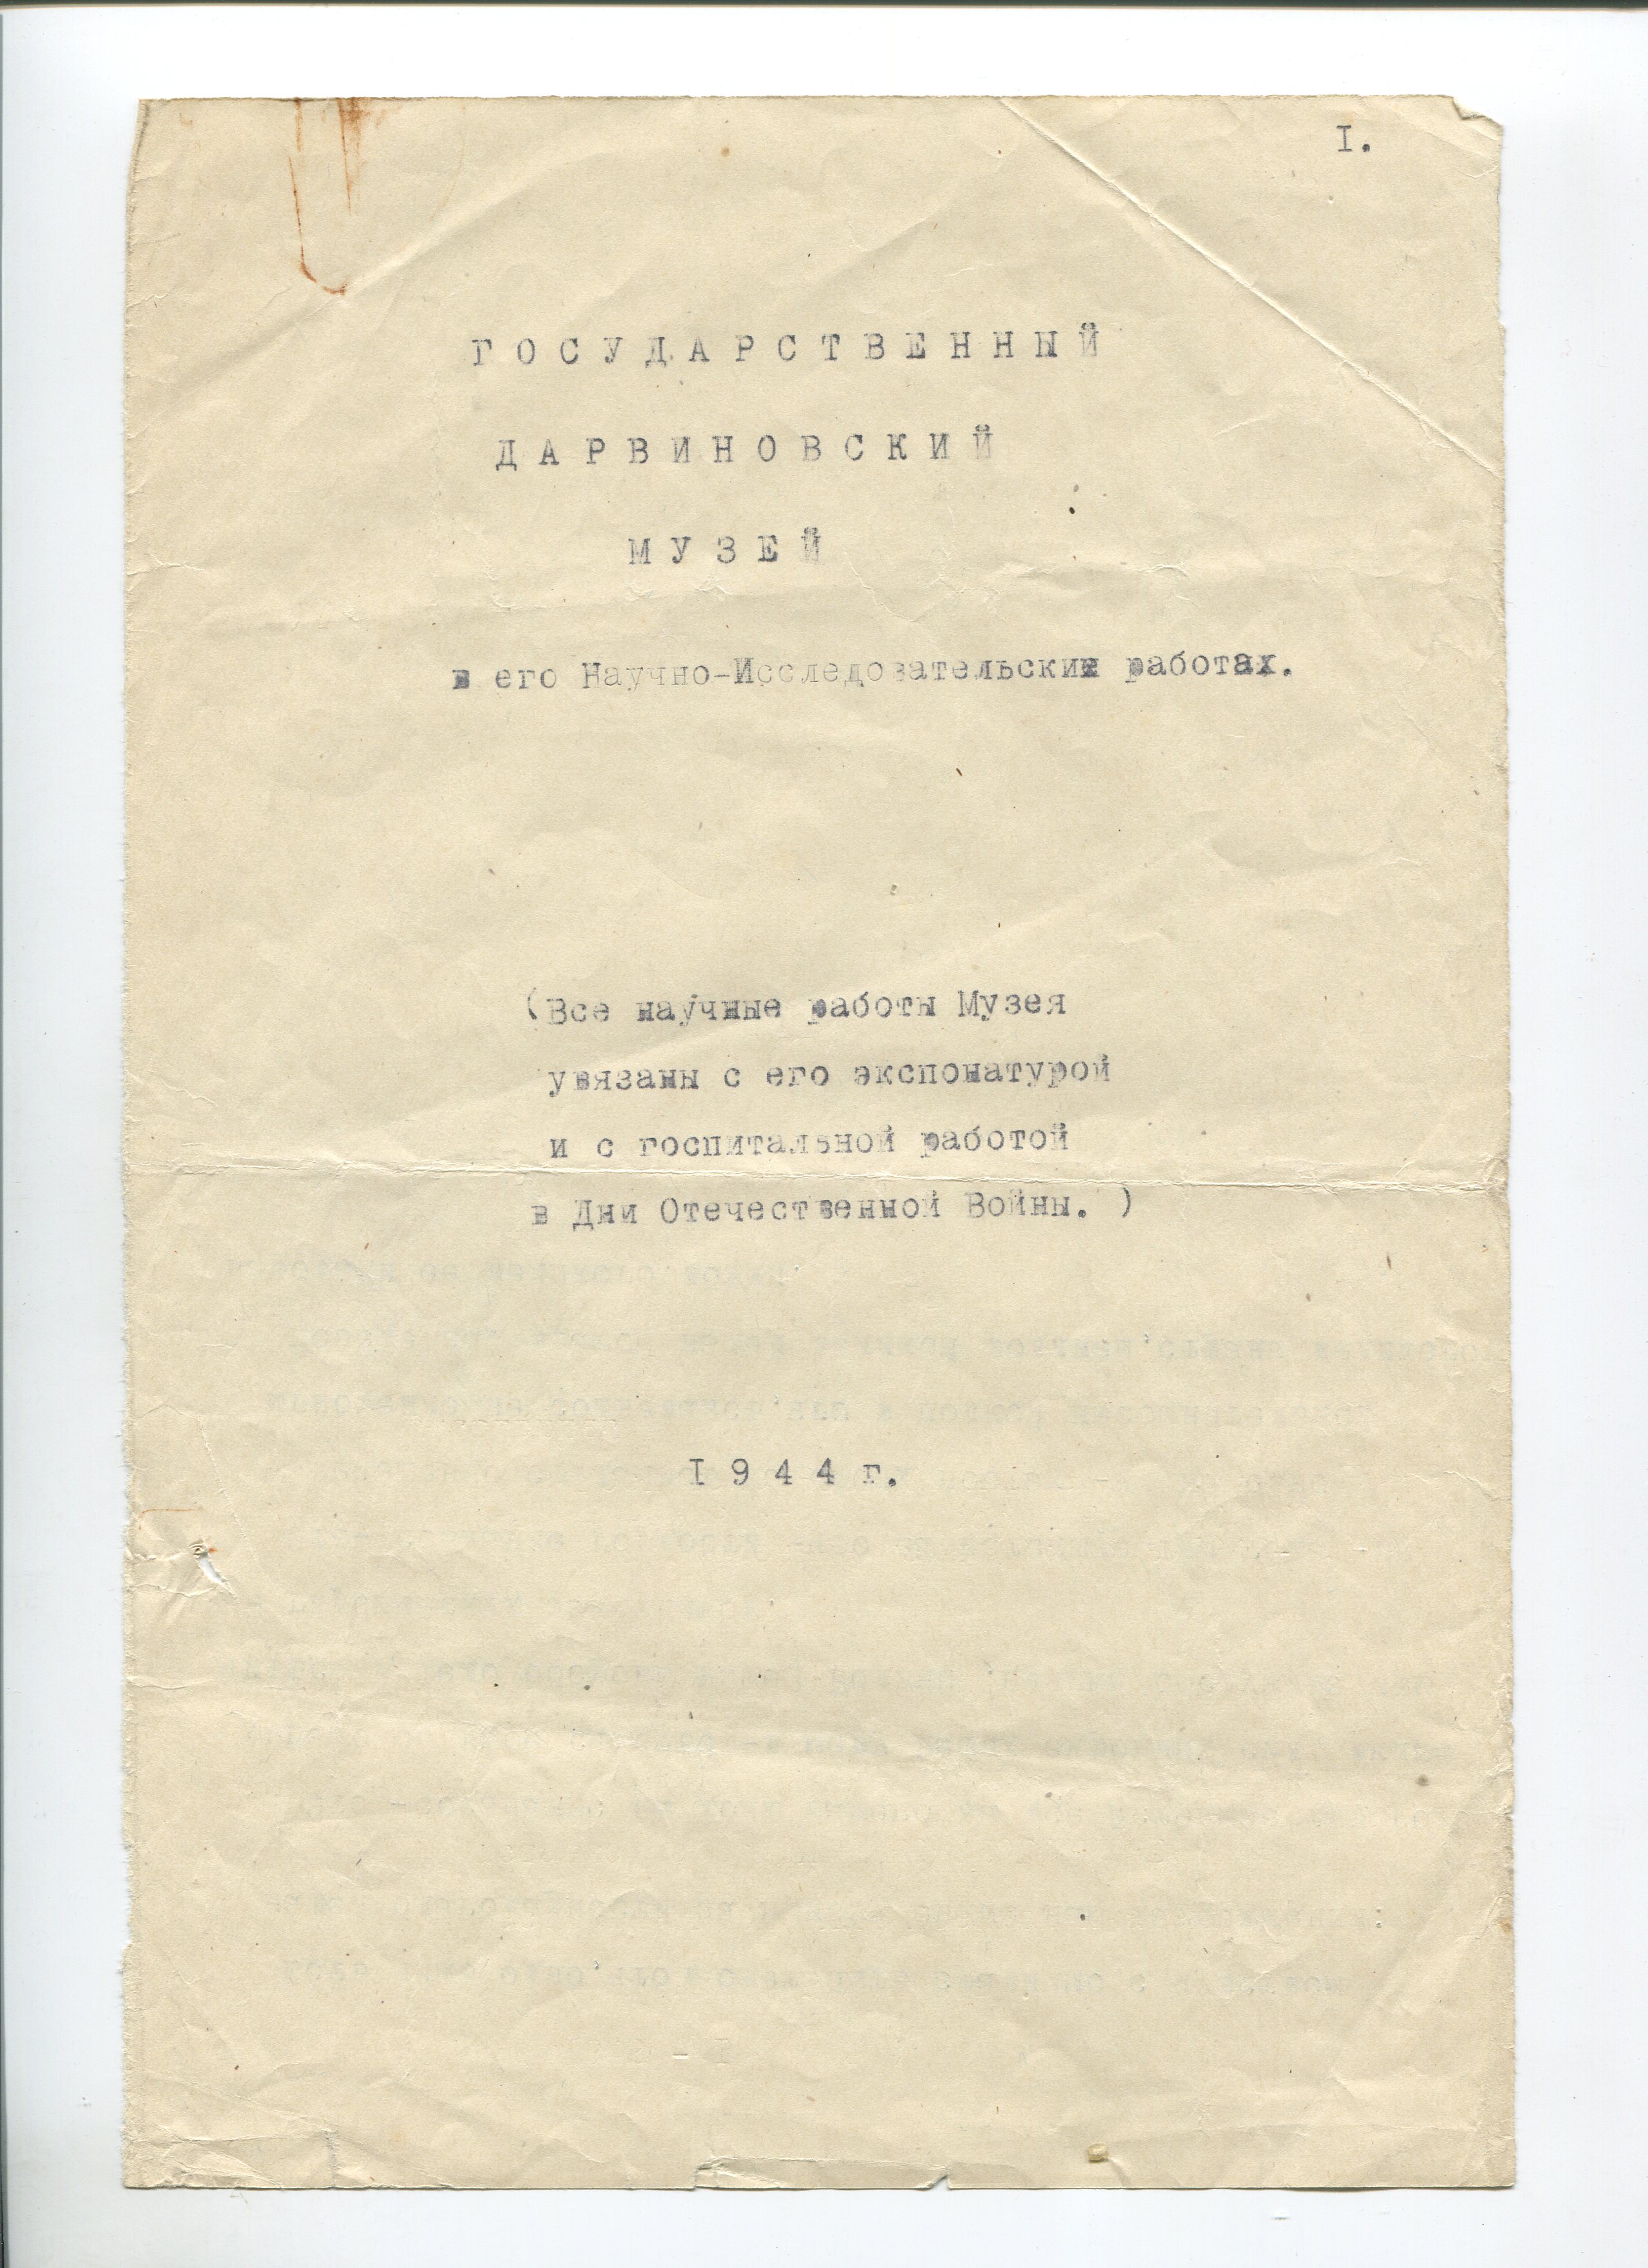 I.
ГОСУДАРСТВЕННЫЙ
ДАРВИНОВСКИЙ
МУЗЕЙ
в его Научно-Исследовательских работах.
(Все научные работы Музея
увязаны с его экспонатурой
и с госпитальной работой
в Дни Отечественной Войны. )
I944г.